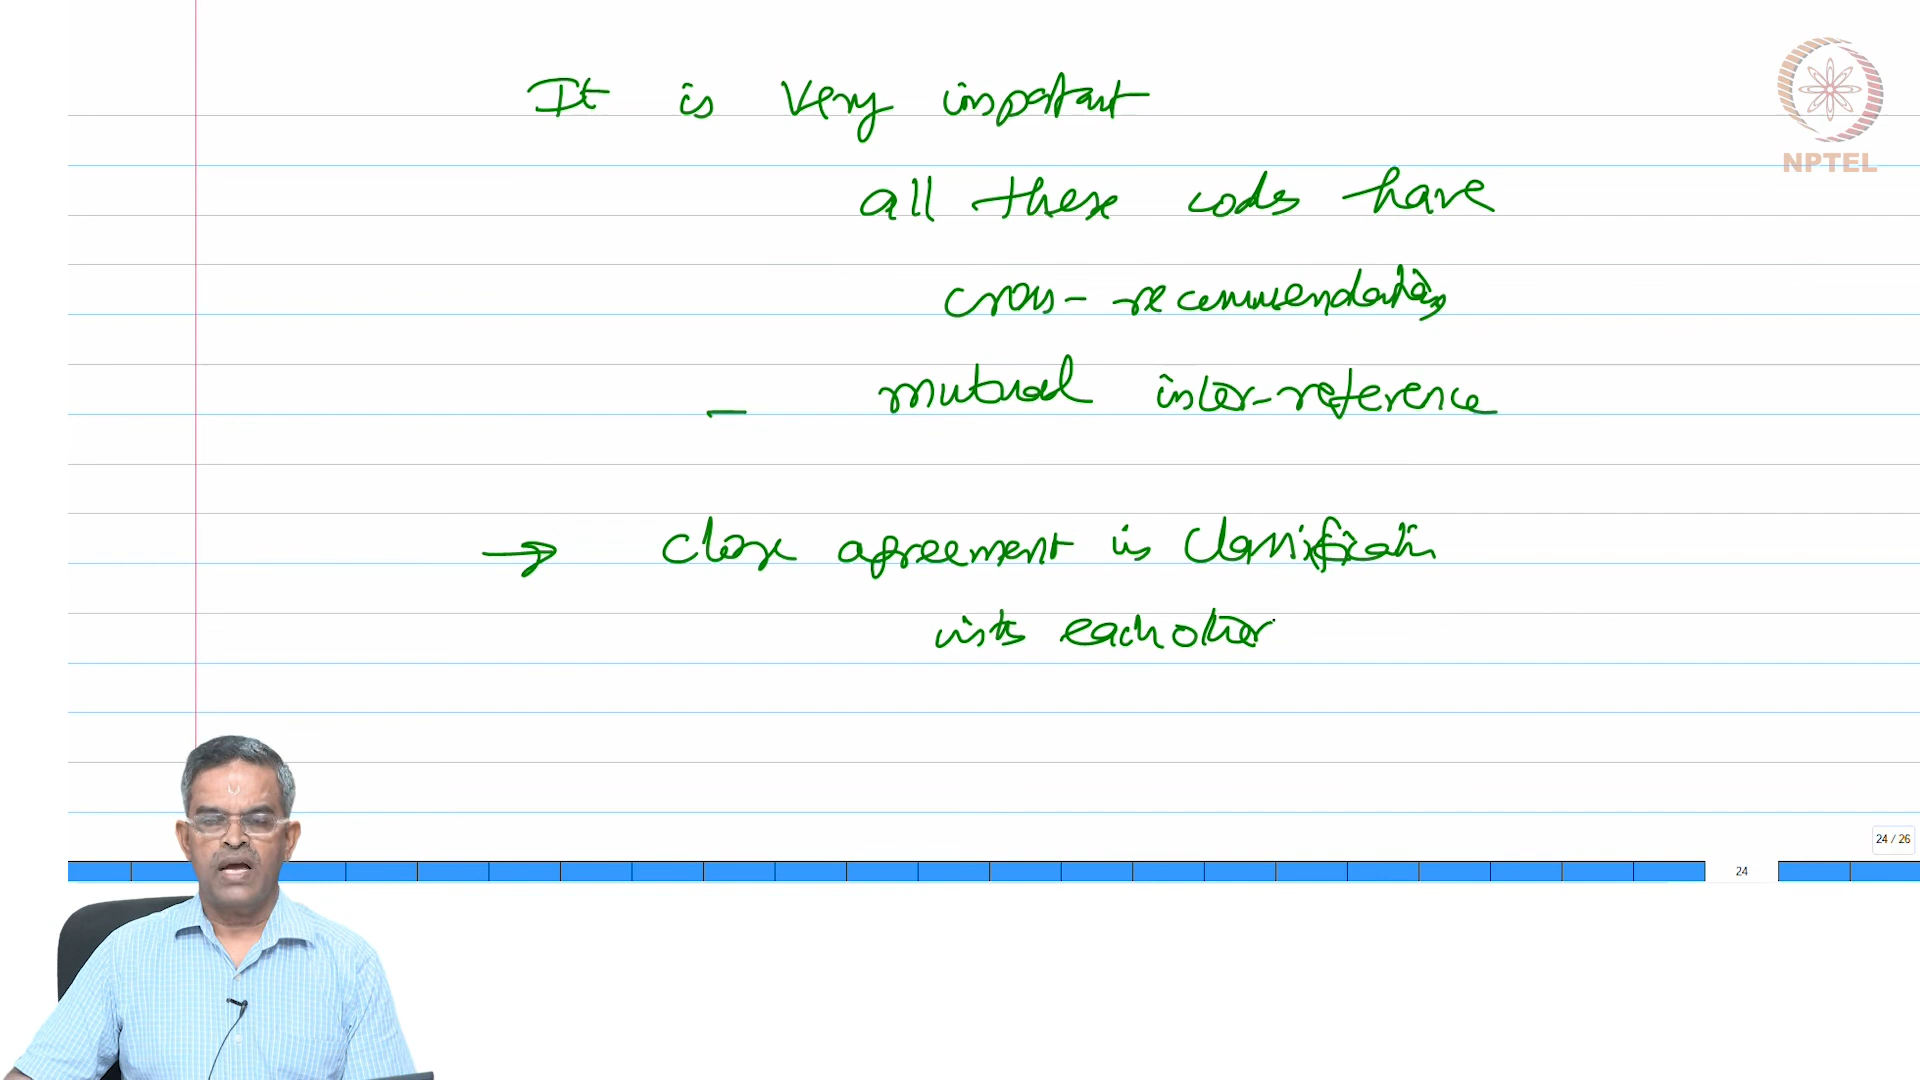 It is very important
all these codes have
cross-recommendations
- mutual inter-reference
→ close agreement in classification
with each other
NPTEL
24 / 26
24